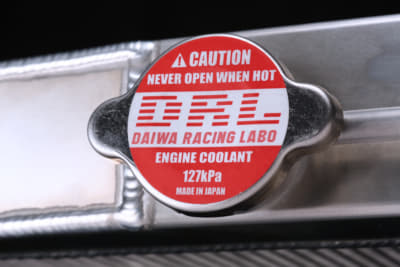 ⚠ CAUTION
NEVER OPEN WHEN HOT
DRL
DAIWA RACING LABO
ENGINE COOLANT
127kPa
MADE IN JAPAN